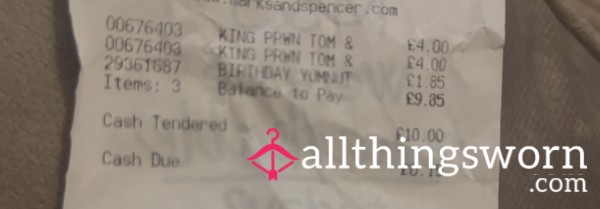 www.marksandspencer.com
00676403 KING PRWN TOM & £4.00
00676403 KING PRWN TOM & £4.00
29361687 BIRTHDAY YUMNUT £1.85
Items: 3 Balance to Pay £9.85
Cash Tendered £10.00
Cash Due
allthingsworn
.com